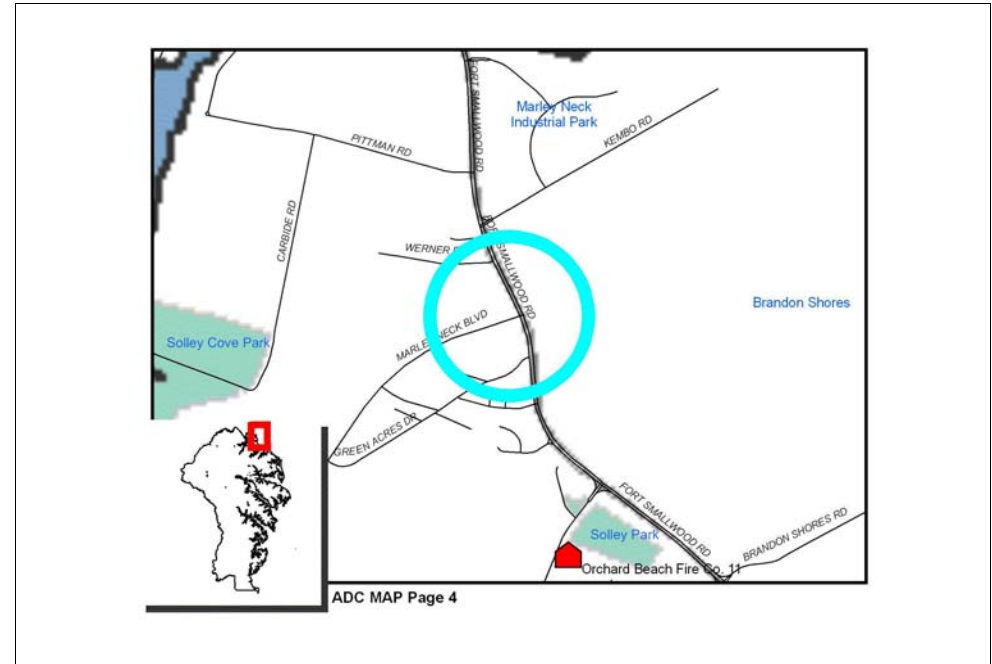 FORT SMALLWOOD RD
Marley Neck
Industrial Park
KEMBO RD
PITTMAN RD
CARBIDE RD
FORT SMALLWOOD RD
WERNER
Brandon Shores
MARLEY NECK BLVD
Solley Cove Park
GREEN ACRES DR
FORT SMALLWOOD RD
BRANDON SHORES RD
Solley Park
Orchard Beach Fire Co. 11
ADC MAP Page 4